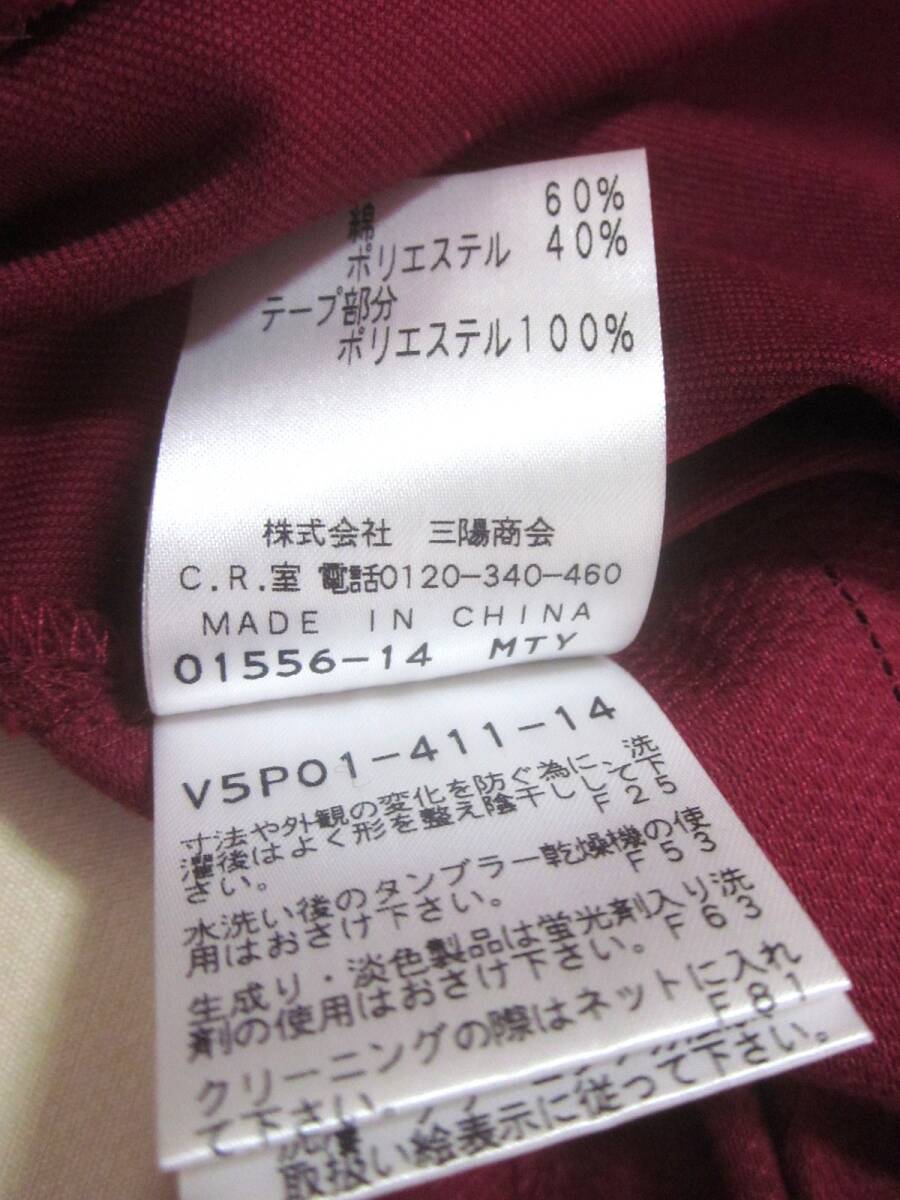 綿 60%
ポリエステル 40%
テープ部分
ポリエステル100%
株式会社 三陽商会
C.R.室 電話0120-340-460
MADE IN CHINA
01556-14 MTY
V5P01-411-14
寸法や外観の変化を防ぐ為に、洗
濯後はよく形を整え陰干しして下
さい。 F25
水洗い後のタンブラー乾燥機の使
用はおさけ下さい。 F53
生成り・淡色製品は蛍光剤入り洗
剤の使用はおさけ下さい。 F63
クリーニングの際はネットに入れ
て下さい。 F81
取扱い絵表示に従って下さい。